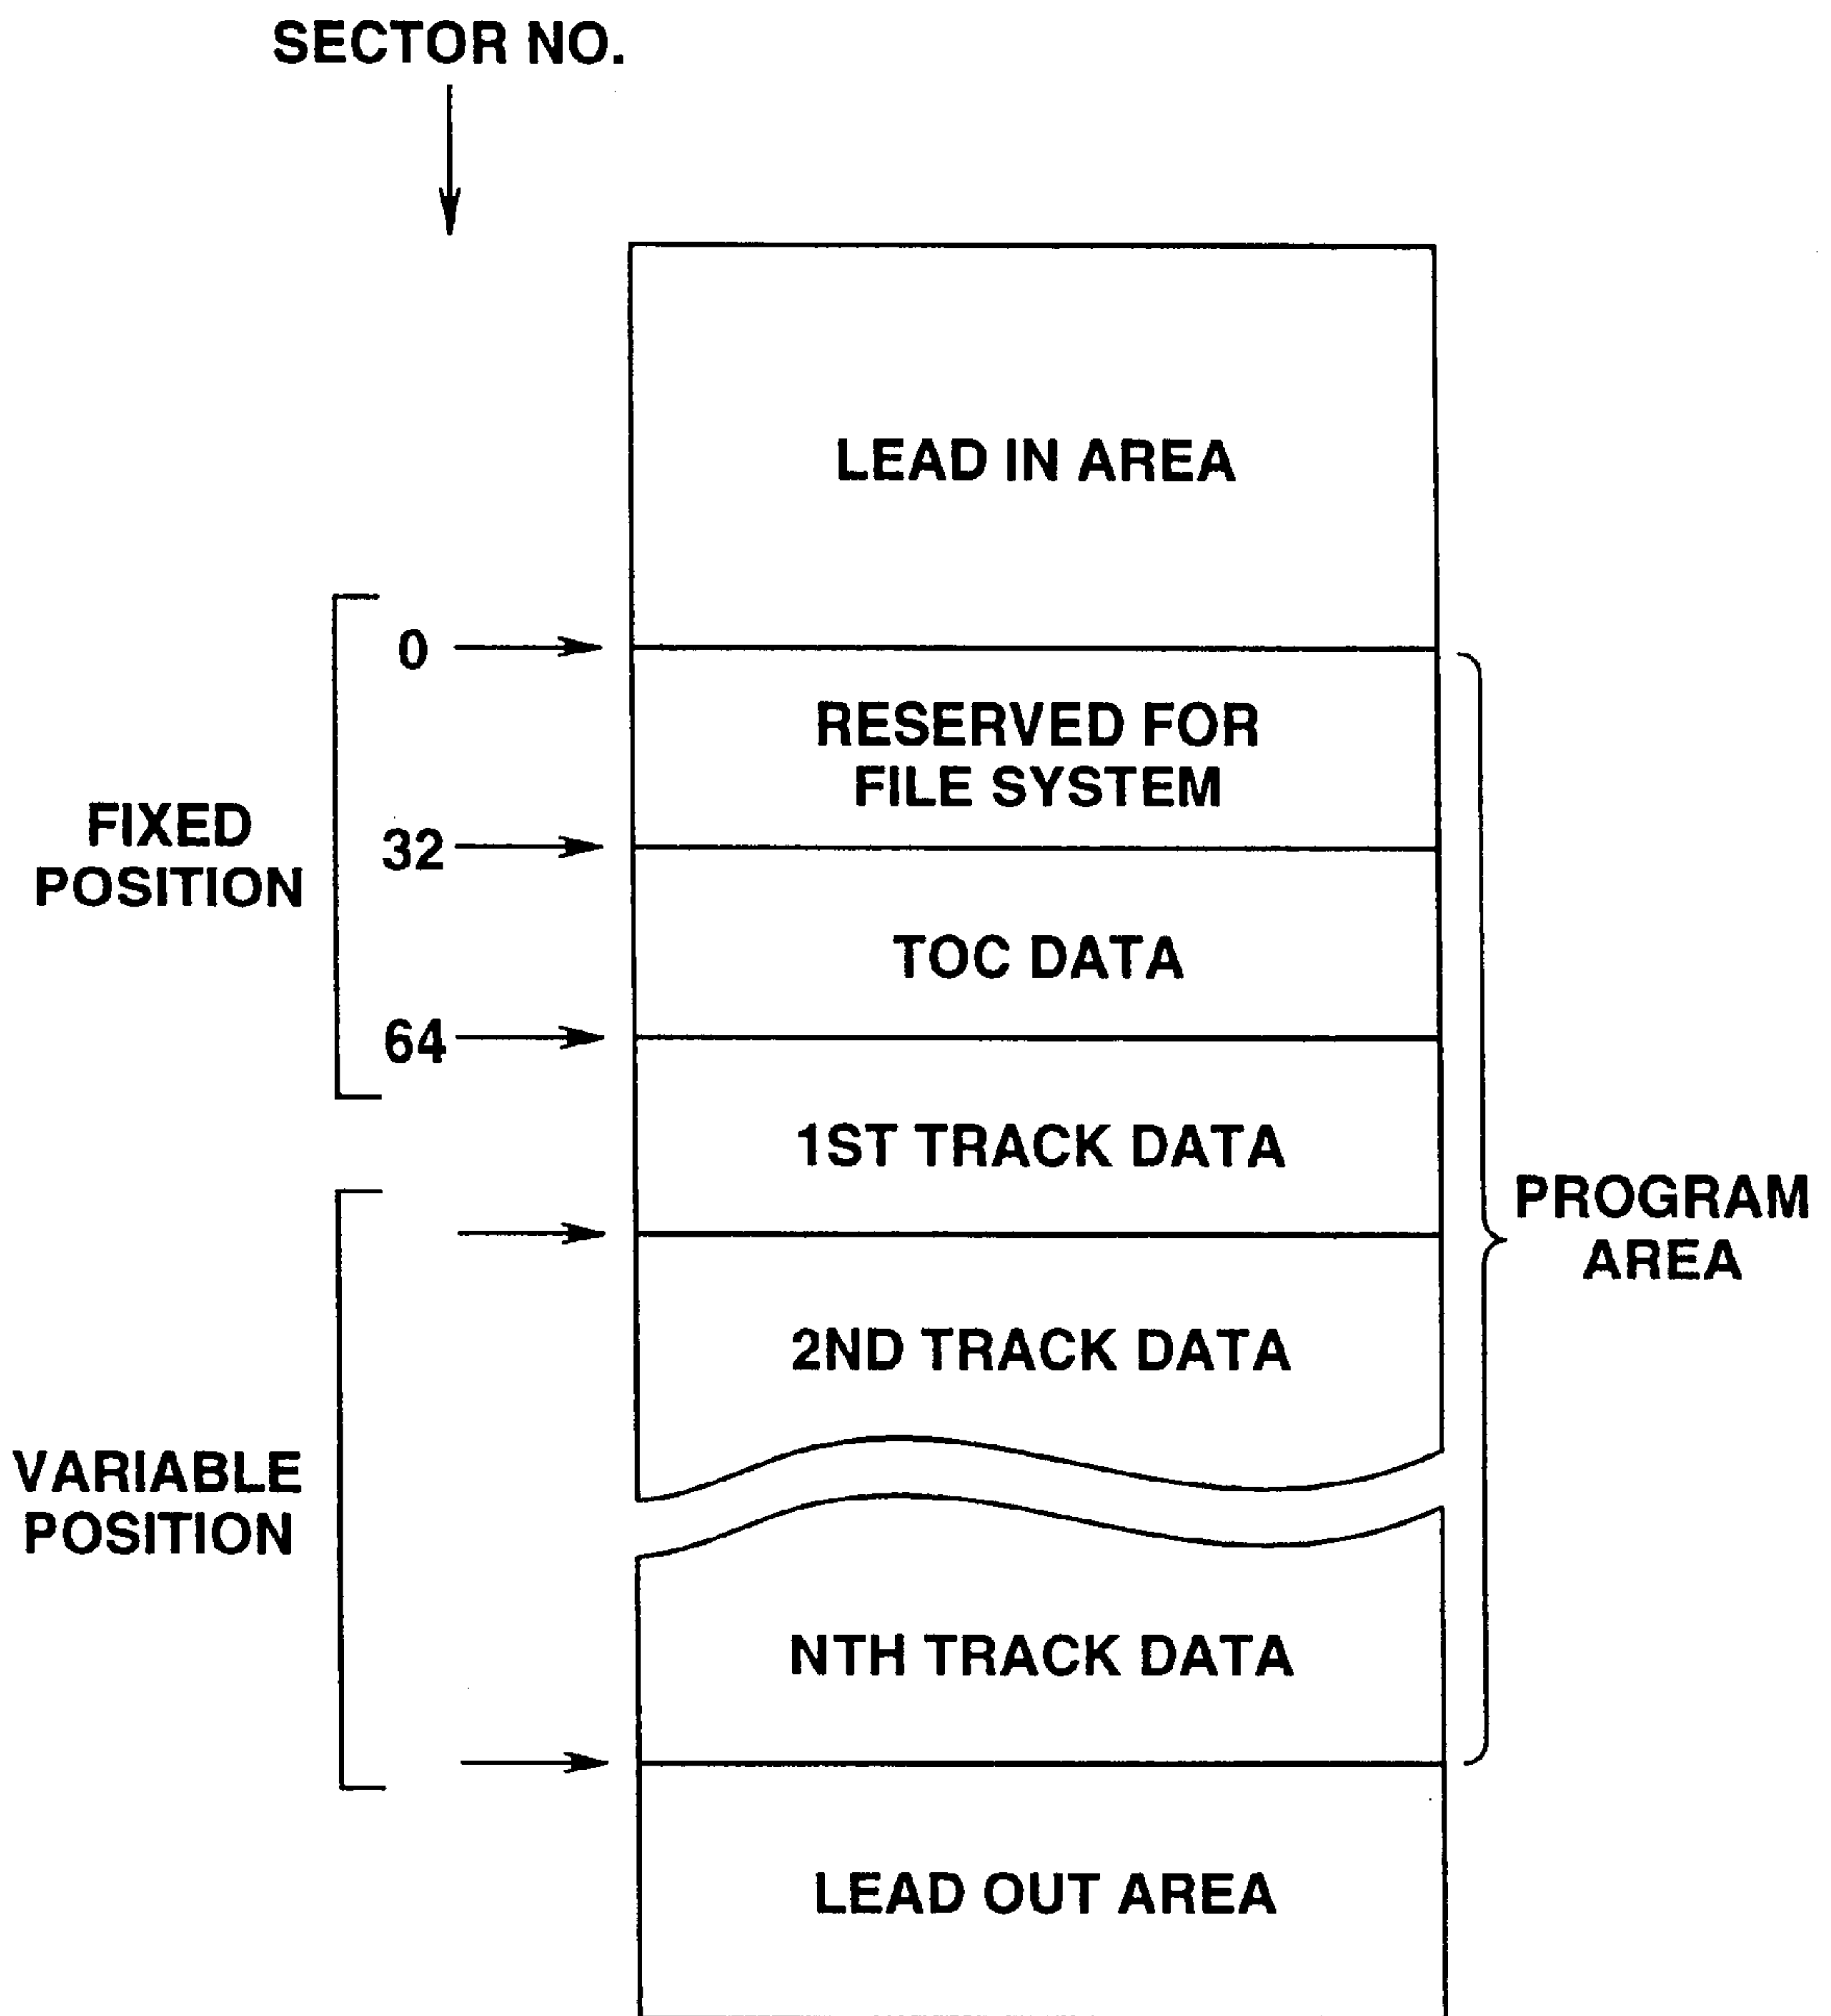 SECTOR NO.
LEAD IN AREA
0
RESERVED FOR
FILE SYSTEM
FIXED
POSITION
32
TOC DATA
64
1ST TRACK DATA
PROGRAM
AREA
2ND TRACK DATA
VARIABLE
POSITION
NTH TRACK DATA
LEAD OUT AREA